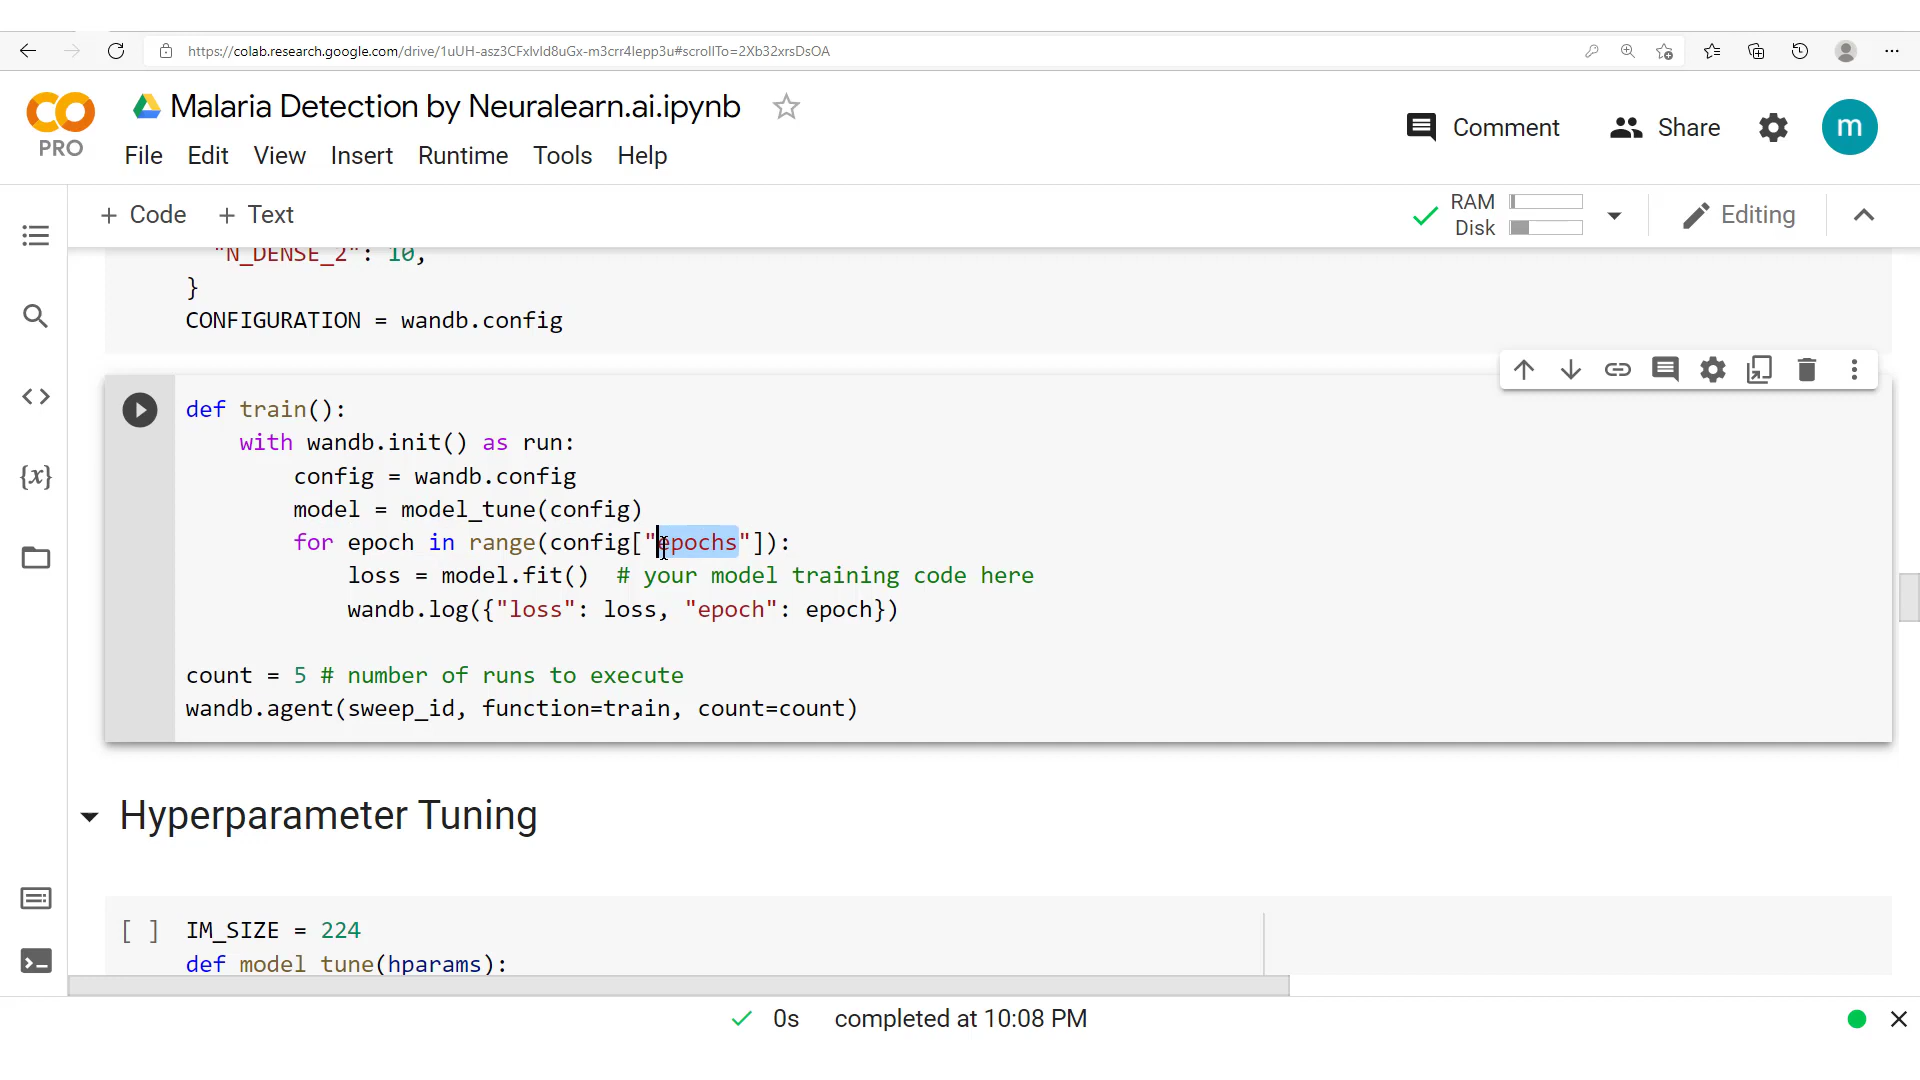 https://colab.research.google.com/drive/1uUH-asz3CFxlvld8uGx-m3crr4lepp3u#scrollTo=2Xb32xrsDsOA
Malaria Detection by Neuralearn.ai.ipynb
PRO
File Edit View Insert Runtime Tools Help
Comment
Share
m
+ Code + Text
RAM
Disk
Editing
"N_DENSE_2": 10,
}
CONFIGURATION = wandb.config
def train():
with wandb.init() as run:
config = wandb.config
model = model_tune(config)
for epoch in range(config["epochs"]):
loss = model.fit() # your model training code here
wandb.log({"loss": loss, "epoch": epoch})
count = 5 # number of runs to execute
wandb.agent(sweep_id, function=train, count=count)
Hyperparameter Tuning
[ ] IM_SIZE = 224
def model_tune(hparams):
0s completed at 10:08 PM